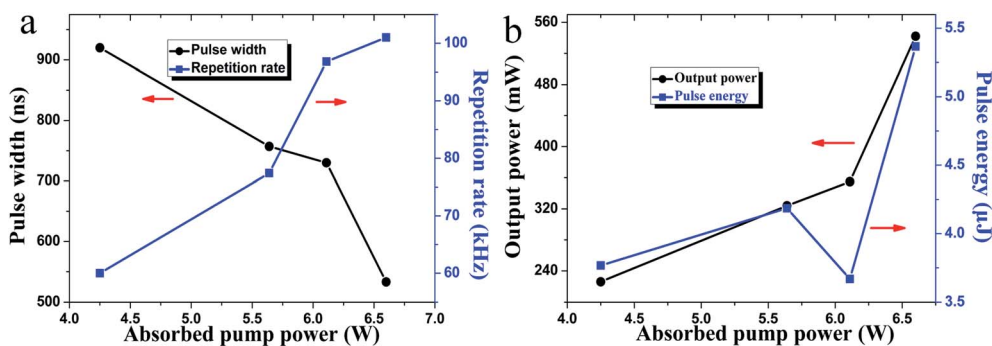 a
Pulse width
Repetition rate
Pulse width (ns)
900
800
700
600
500
4.0 4.5 5.0 5.5 6.0 6.5 7.0
Absorbed pump power (W)
100
90
80
70
60
Repetition rate (kHz)
b
Output power
Pulse energy
Output power (mW)
560
480
400
320
240
4.0 4.5 5.0 5.5 6.0 6.5
Absorbed pump power (W)
5.5
5.0
4.5
4.0
3.5
3.0
Pulse energy (μJ)